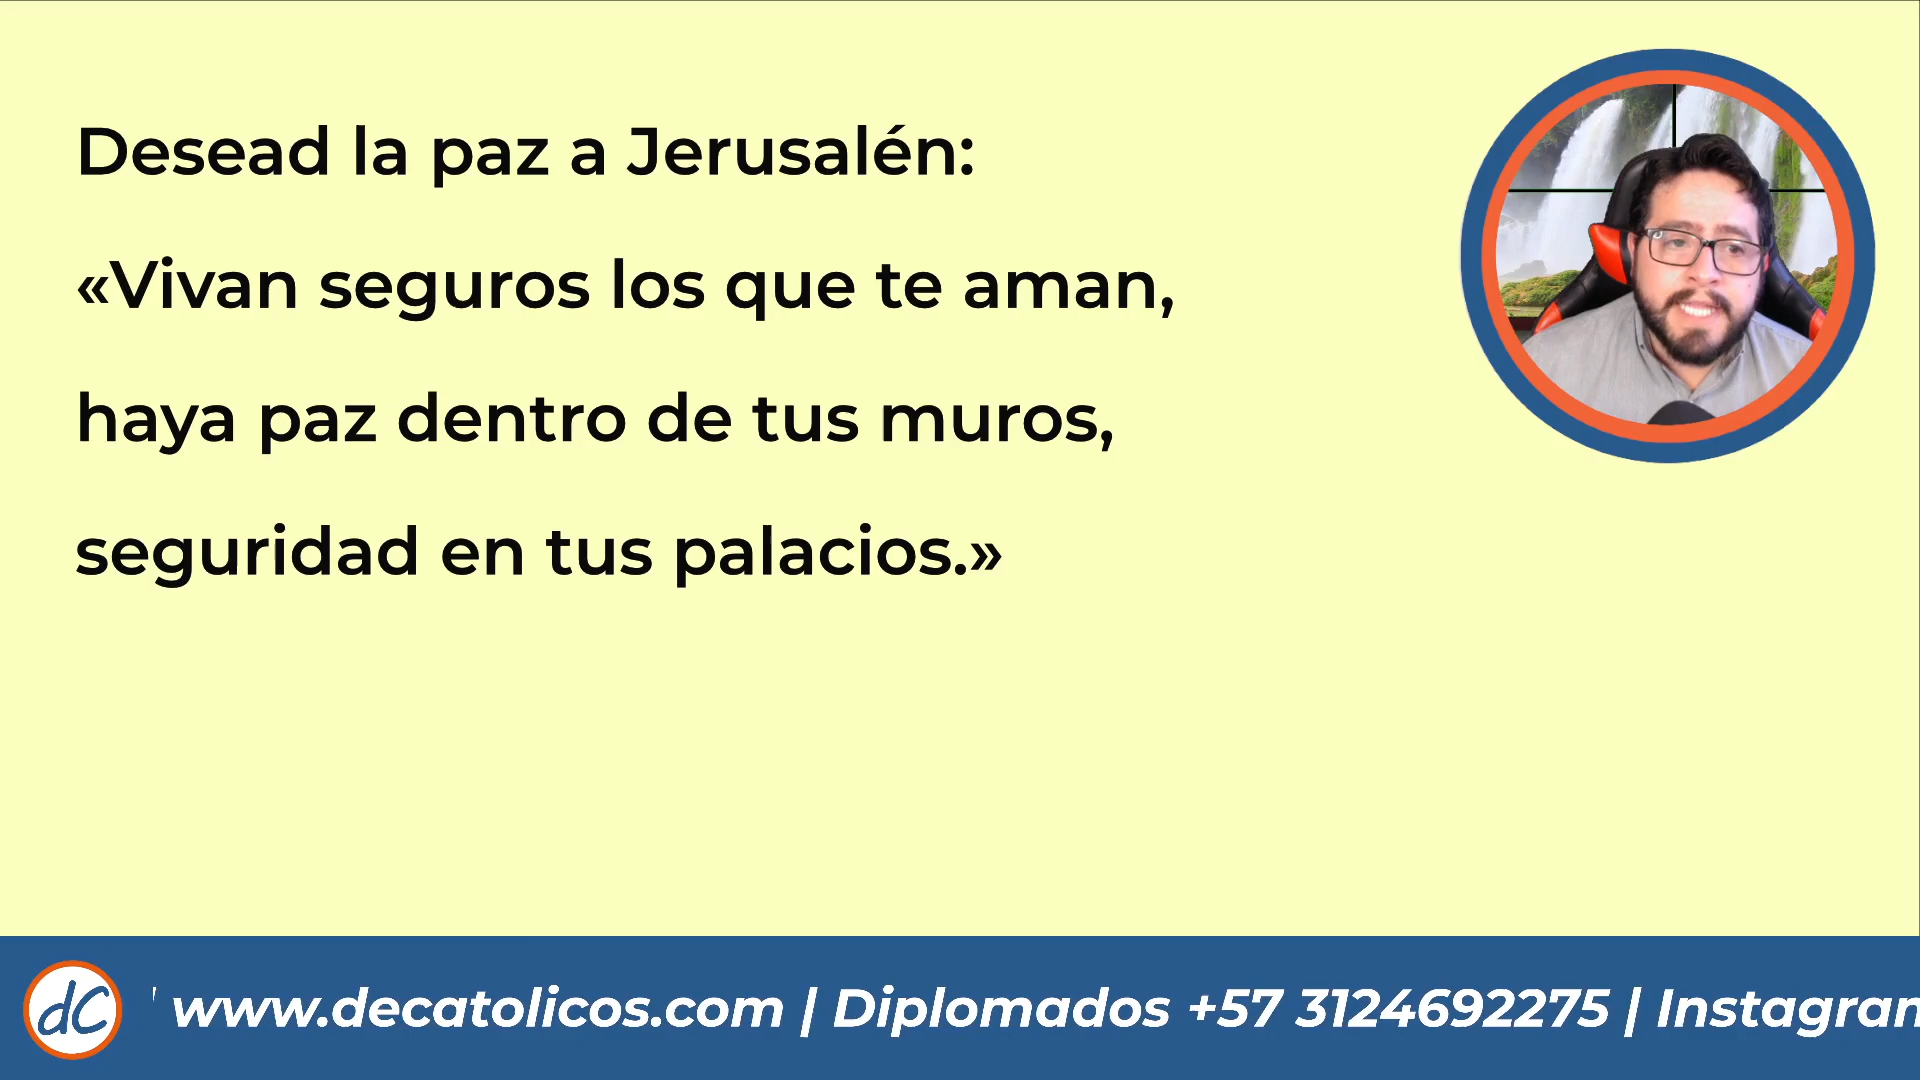 Desead la paz a Jerusalén:
«Vivan seguros los que te aman,
haya paz dentro de tus muros,
seguridad en tus palacios.»
dC
www.decatolicos.com | Diplomados +57 3124692275 | Instagram